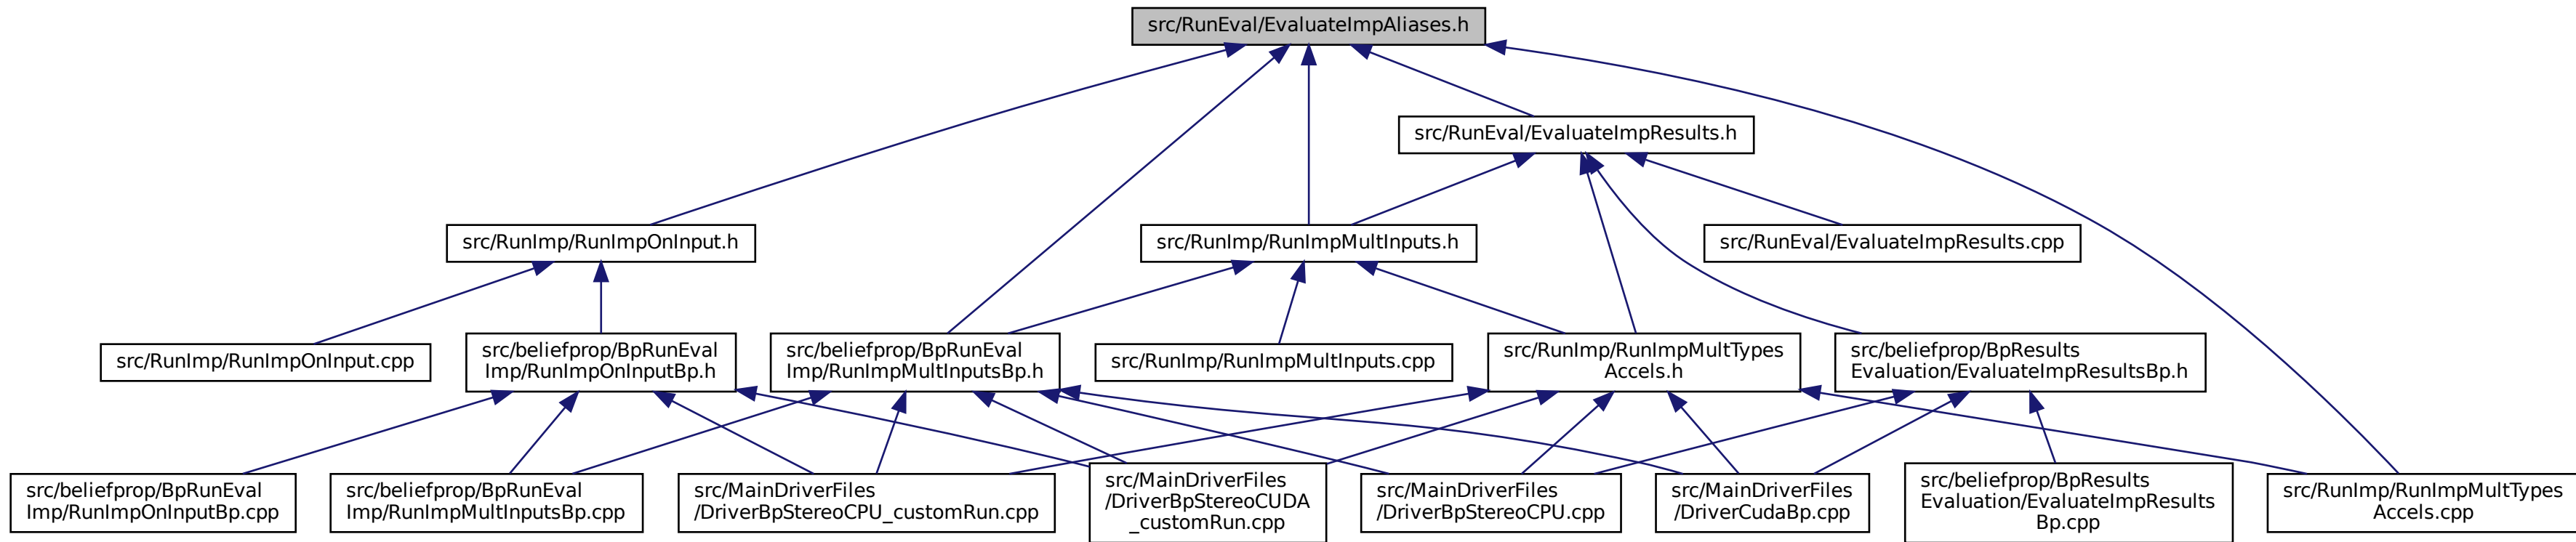 src/RunEval/EvaluateImpAliases.h
src/RunEval/EvaluateImpResults.h
src/RunImp/RunImpOnInput.h
src/RunImp/RunImpMultInputs.h
src/RunEval/EvaluateImpResults.cpp
src/RunImp/RunImpOnInput.cpp
src/beliefprop/BpRunEval
Imp/RunImpOnInputBp.h
src/beliefprop/BpRunEval
Imp/RunImpMultInputsBp.h
src/RunImp/RunImpMultInputs.cpp
src/RunImp/RunImpMultTypes
Accels.h
src/beliefprop/BpResults
Evaluation/EvaluateImpResultsBp.h
src/beliefprop/BpRunEval
Imp/RunImpOnInputBp.cpp
src/beliefprop/BpRunEval
Imp/RunImpMultInputsBp.cpp
src/MainDriverFiles
/DriverBpStereoCPU_customRun.cpp
src/MainDriverFiles
/DriverBpStereoCUDA
_customRun.cpp
src/MainDriverFiles
/DriverBpStereoCPU.cpp
src/MainDriverFiles
/DriverCudaBp.cpp
src/beliefprop/BpResults
Evaluation/EvaluateImpResults
Bp.cpp
src/RunImp/RunImpMultTypes
Accels.cpp